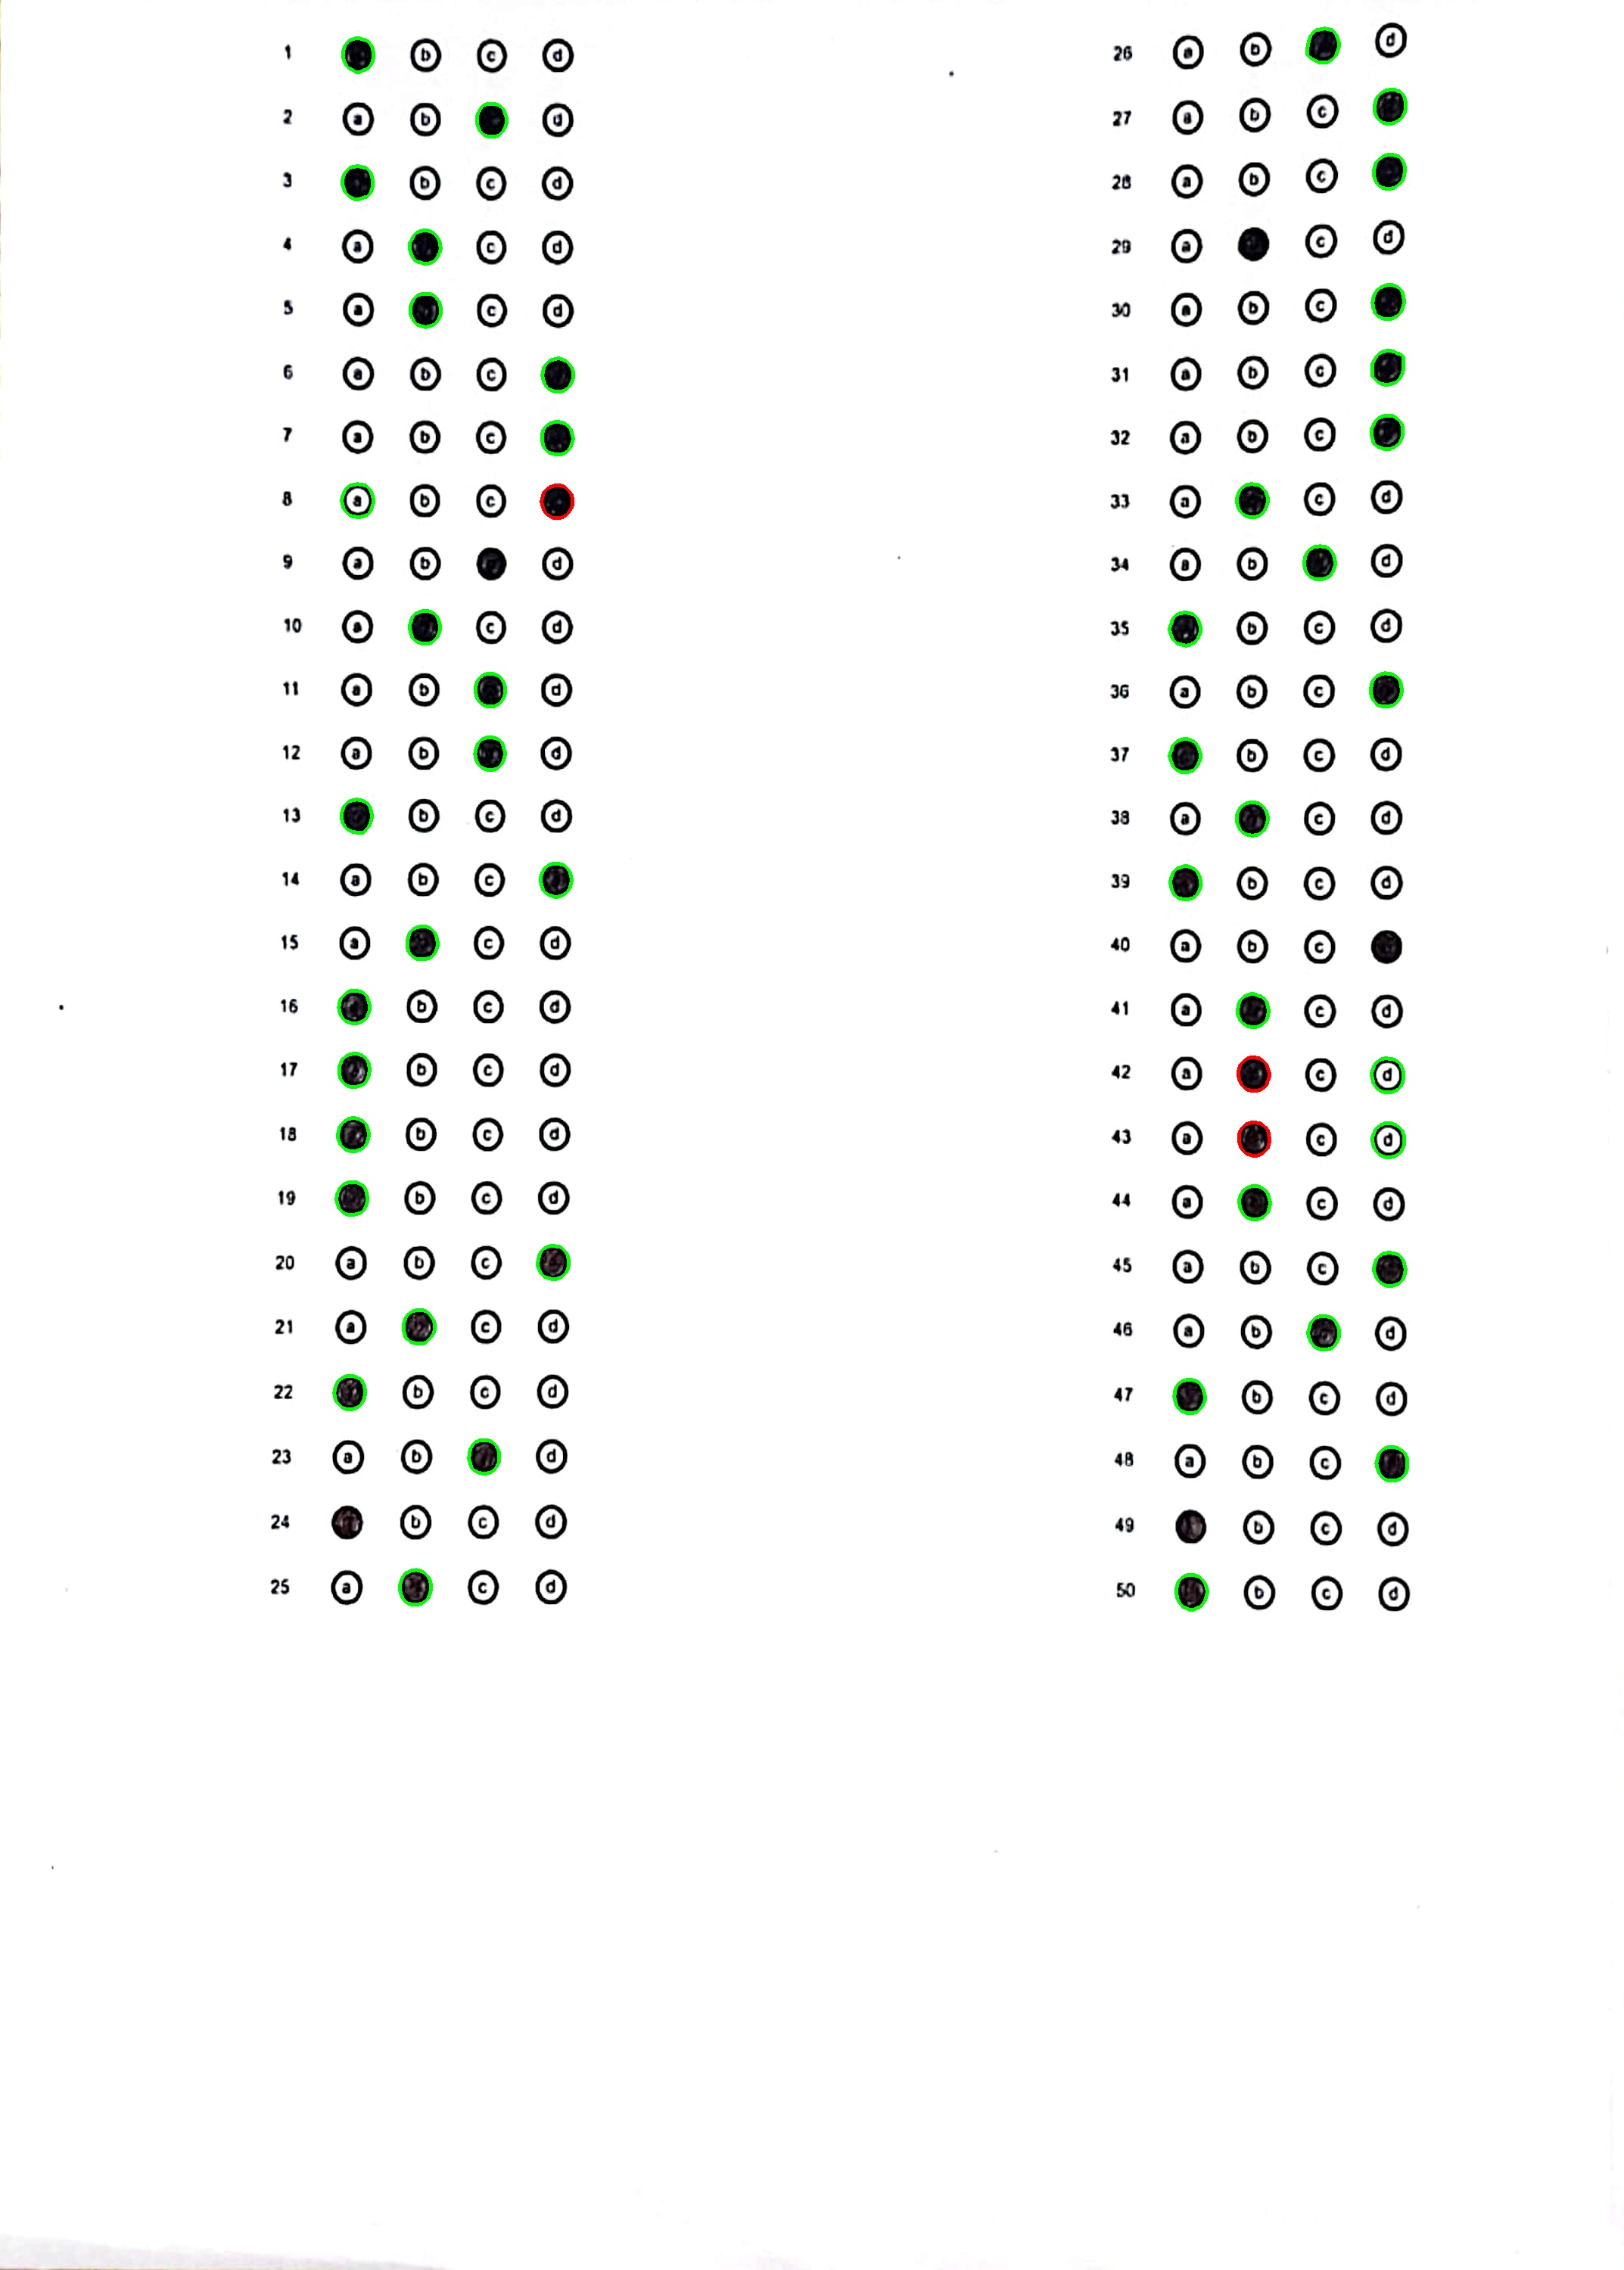 1 b c d
2 a b d
3 b c d
4 a c d
5 a c d
6 a b c
7 a b c
8 a b c
9 a b d
10 a c d
11 a b d
12 a b d
13 b c d
14 a b c
15 a c d
16 b c d
17 b c d
18 b c d
19 b c d
20 a b c
21 a c d
22 b c d
23 a b d
24 b c d
25 a c d
26 a b d
27 a b c
28 a b c
29 a c d
30 a b c
31 a b c
32 a b c
33 a c d
34 a b d
35 b c d
36 a b c
37 b c d
38 a c d
39 b c d
40 a b c
41 a c d
42 a c d
43 a c d
44 a c d
45 a b c
46 a b d
47 b c d
48 a b c
49 b c d
50 b c d